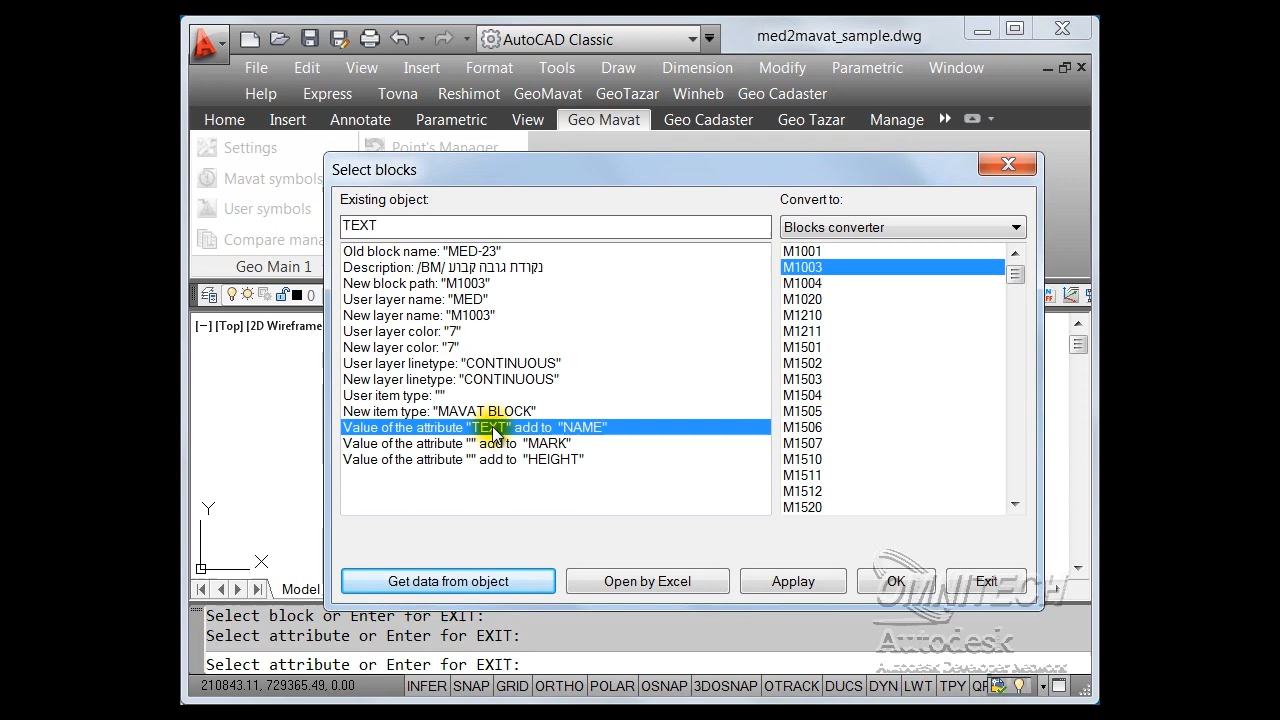 AutoCAD Classic
med2mavat_sample.dwg
File Edit View Insert Format Tools Draw Dimension Modify Parametric Window
Help Express Tovna Reshimot GeoMavat GeoTazar Winheb Geo Cadaster
Home Insert Annotate Parametric View Geo Mavat Geo Cadaster Geo Tazar Manage
Settings
Point's Manager
Mavat symbols
User symbols
Compare mana
Geo Main 1
0
[−] [Top] [2D Wireframe
Y
X
Model
Select blocks
Existing object:
TEXT
Old block name: "MED-23"
Description: /BM/ נקודת גובה קבוע
New block path: "M1003"
User layer name: "MED"
New layer name: "M1003"
User layer color: "7"
New layer color: "7"
User layer linetype: "CONTINUOUS"
New layer linetype: "CONTINUOUS"
User item type: ""
New item type: "MAVAT BLOCK"
Value of the attribute "TEXT" add to "NAME"
Value of the attribute "" add to "MARK"
Value of the attribute "" add to "HEIGHT"
Convert to:
Blocks converter
M1001
M1003
M1004
M1020
M1210
M1211
M1501
M1502
M1503
M1504
M1505
M1506
M1507
M1510
M1511
M1512
M1520
Get data from object Open by Excel Applay OK Exit
OMNITECH
Autodesk
Autodesk Developer Network
Select block or Enter for EXIT:
Select attribute or Enter for EXIT:
Select attribute or Enter for EXIT:
210843.11, 729365.49, 0.00 INFER SNAP GRID ORTHO POLAR OSNAP 3DOSNAP OTRACK DUCS DYN LWT TPY QP